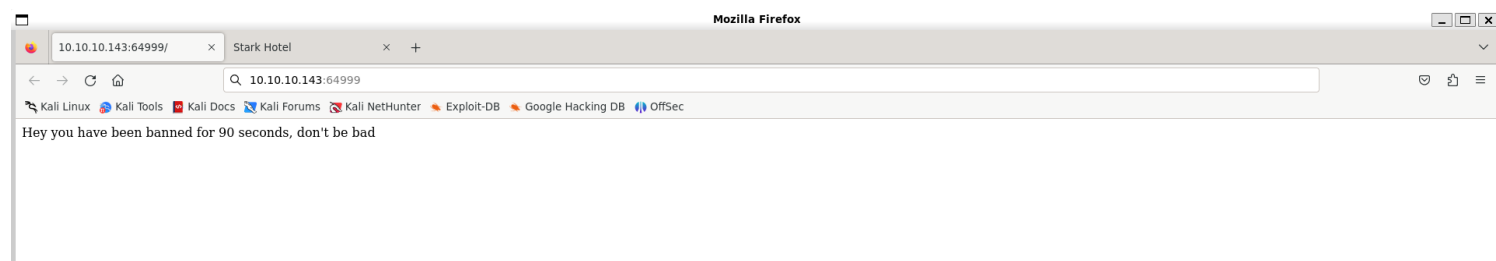 Mozilla Firefox
10.10.10.143:64999/ Stark Hotel
10.10.10.143:64999
Kali Linux Kali Tools Kali Docs Kali Forums Kali NetHunter Exploit-DB Google Hacking DB OffSec
Hey you have been banned for 90 seconds, don't be bad